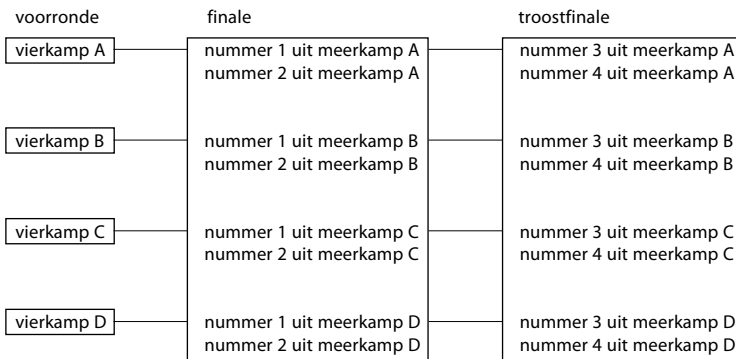 voorronde finale troostfinale
vierkamp A nummer 1 uit meerkamp A nummer 3 uit meerkamp A
nummer 2 uit meerkamp A nummer 4 uit meerkamp A
vierkamp B nummer 1 uit meerkamp B nummer 3 uit meerkamp B
nummer 2 uit meerkamp B nummer 4 uit meerkamp B
vierkamp C nummer 1 uit meerkamp C nummer 3 uit meerkamp C
nummer 2 uit meerkamp C nummer 4 uit meerkamp C
vierkamp D nummer 1 uit meerkamp D nummer 3 uit meerkamp D
nummer 2 uit meerkamp D nummer 4 uit meerkamp D